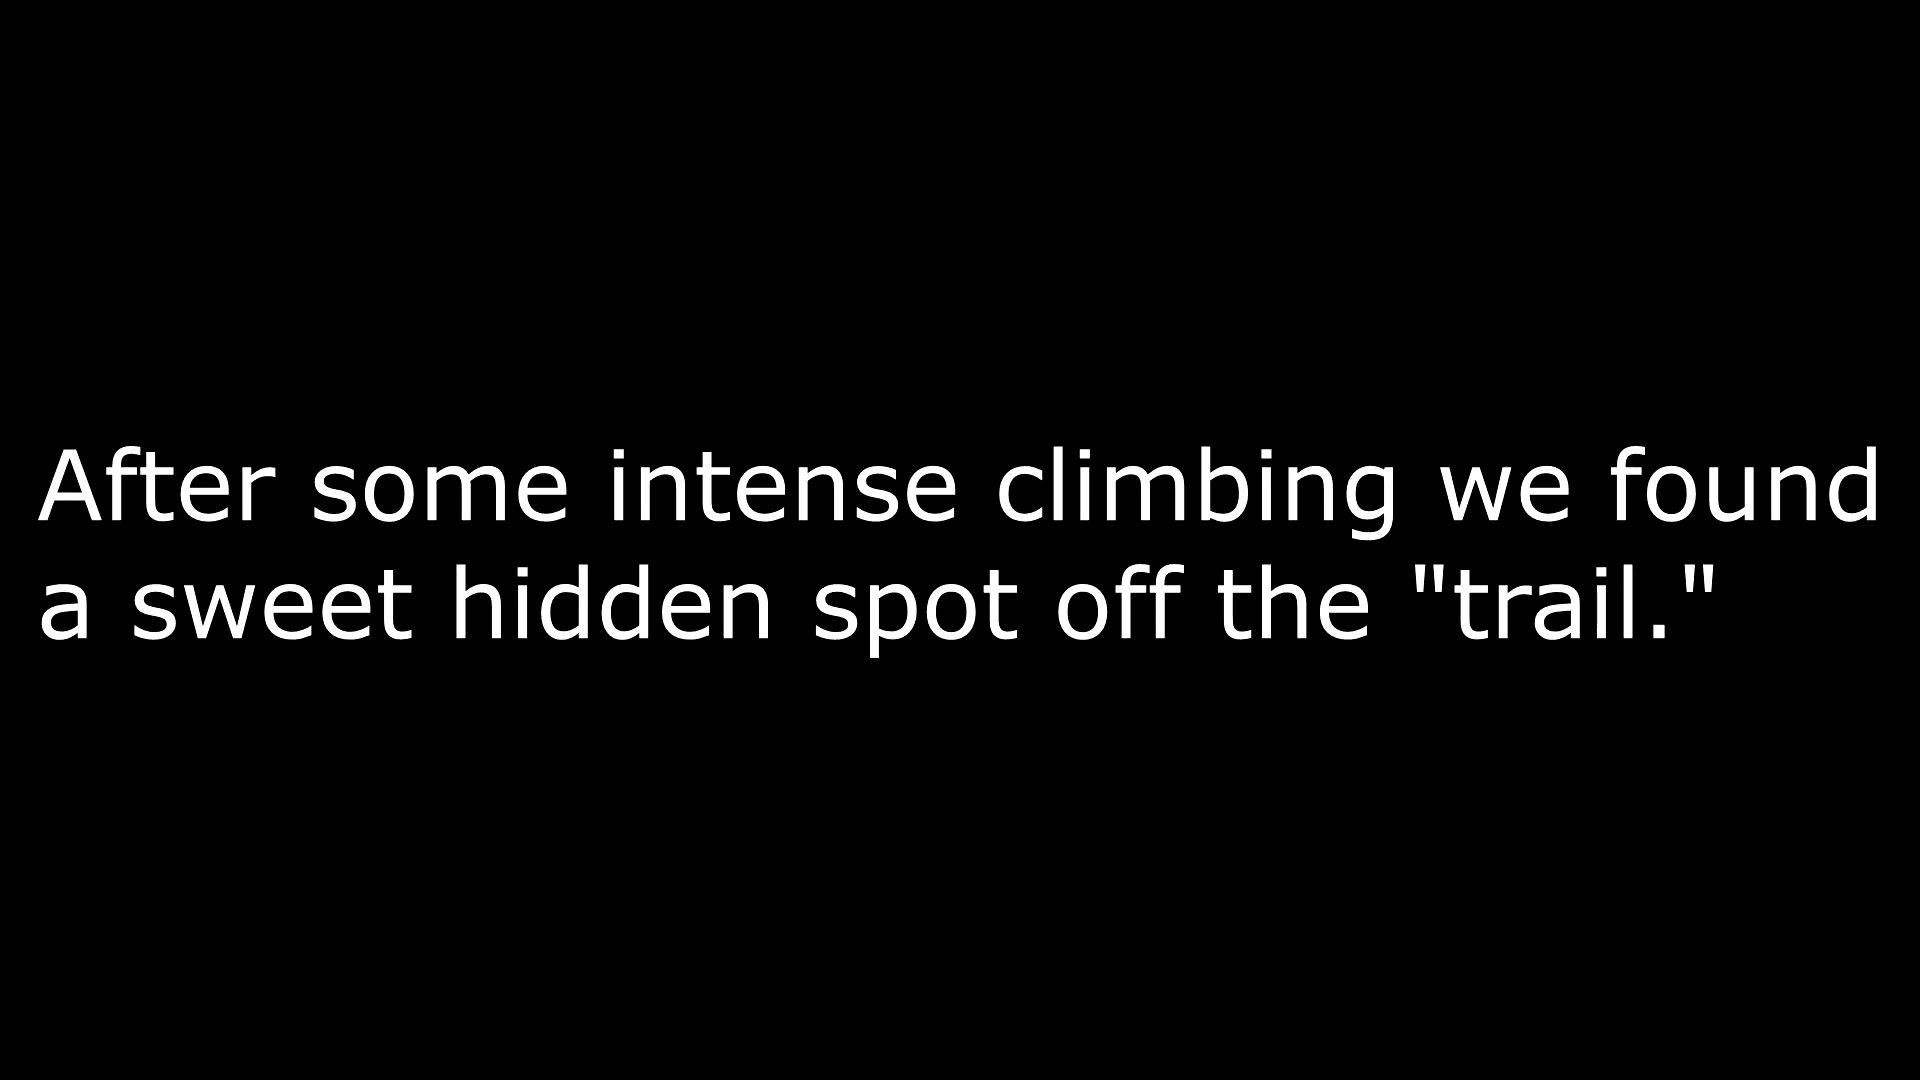 After some intense climbing we found
a sweet hidden spot off the "trail."